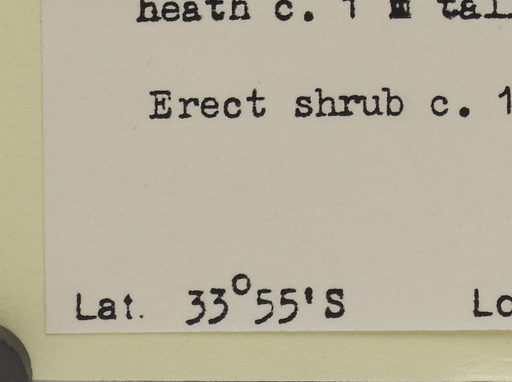 heath c. 1 m tal
Erect shrub c. 1
Lat. 33°55'S Lo